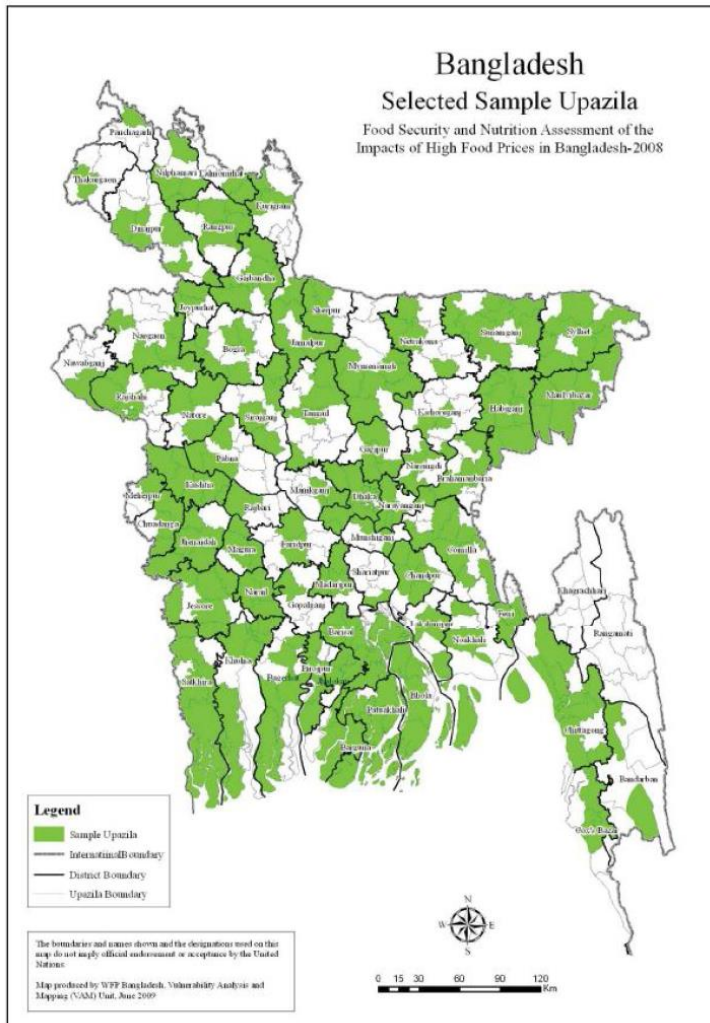 Bangladesh
Selected Sample Upazila
Food Security and Nutrition Assessment of the
Impacts of High Food Prices in Bangladesh-2008
Panchagarh
Thakurgaon
Nilphamari
Lalmonirhat
Dinajpur
Rangpur
Kurigram
Gaibandha
Joypurhat
Sherpur
Naogaon
Bogra
Jamalpur
Netrakona
Sunamganj
Sylhet
Nawabganj
Mymensingh
Rajshahi
Natore
Sirajganj
Tangail
Kishoreganj
Habiganj
Maulvibazar
Pabna
Gazipur
Narsingdi
Brahamanbaria
Kushtia
Manikganj
Dhaka
Meherpur
Rajbari
Narayanganj
Chuadanga
Jhenaidah
Magura
Faridpur
Munshiganj
Comilla
Shariatpur
Chandpur
Madaripur
Jessore
Narail
Gopalganj
Lakshmipur
Feni
Khagrachhari
Barisal
Noakhali
Rangamati
Khulna
Satkhira
Bagerhat
Pirojpur
Jhalokati
Bhola
Patuakhali
Chittagong
Barguna
Bandarban
Cox's Bazar
Legend
Sample Upazila
InternatiinalBoundary
District Boundary
Upazila Boundary
The boundaries and names shown and the designations used on this
map do not imply official endorsement or acceptance by the United
Nations.
Map produced by WFP Bangladesh, Vulnerability Analysis and
Mapping (VAM) Unit, June 2009
N
W E
S
0 15 30 60 90 120
Km